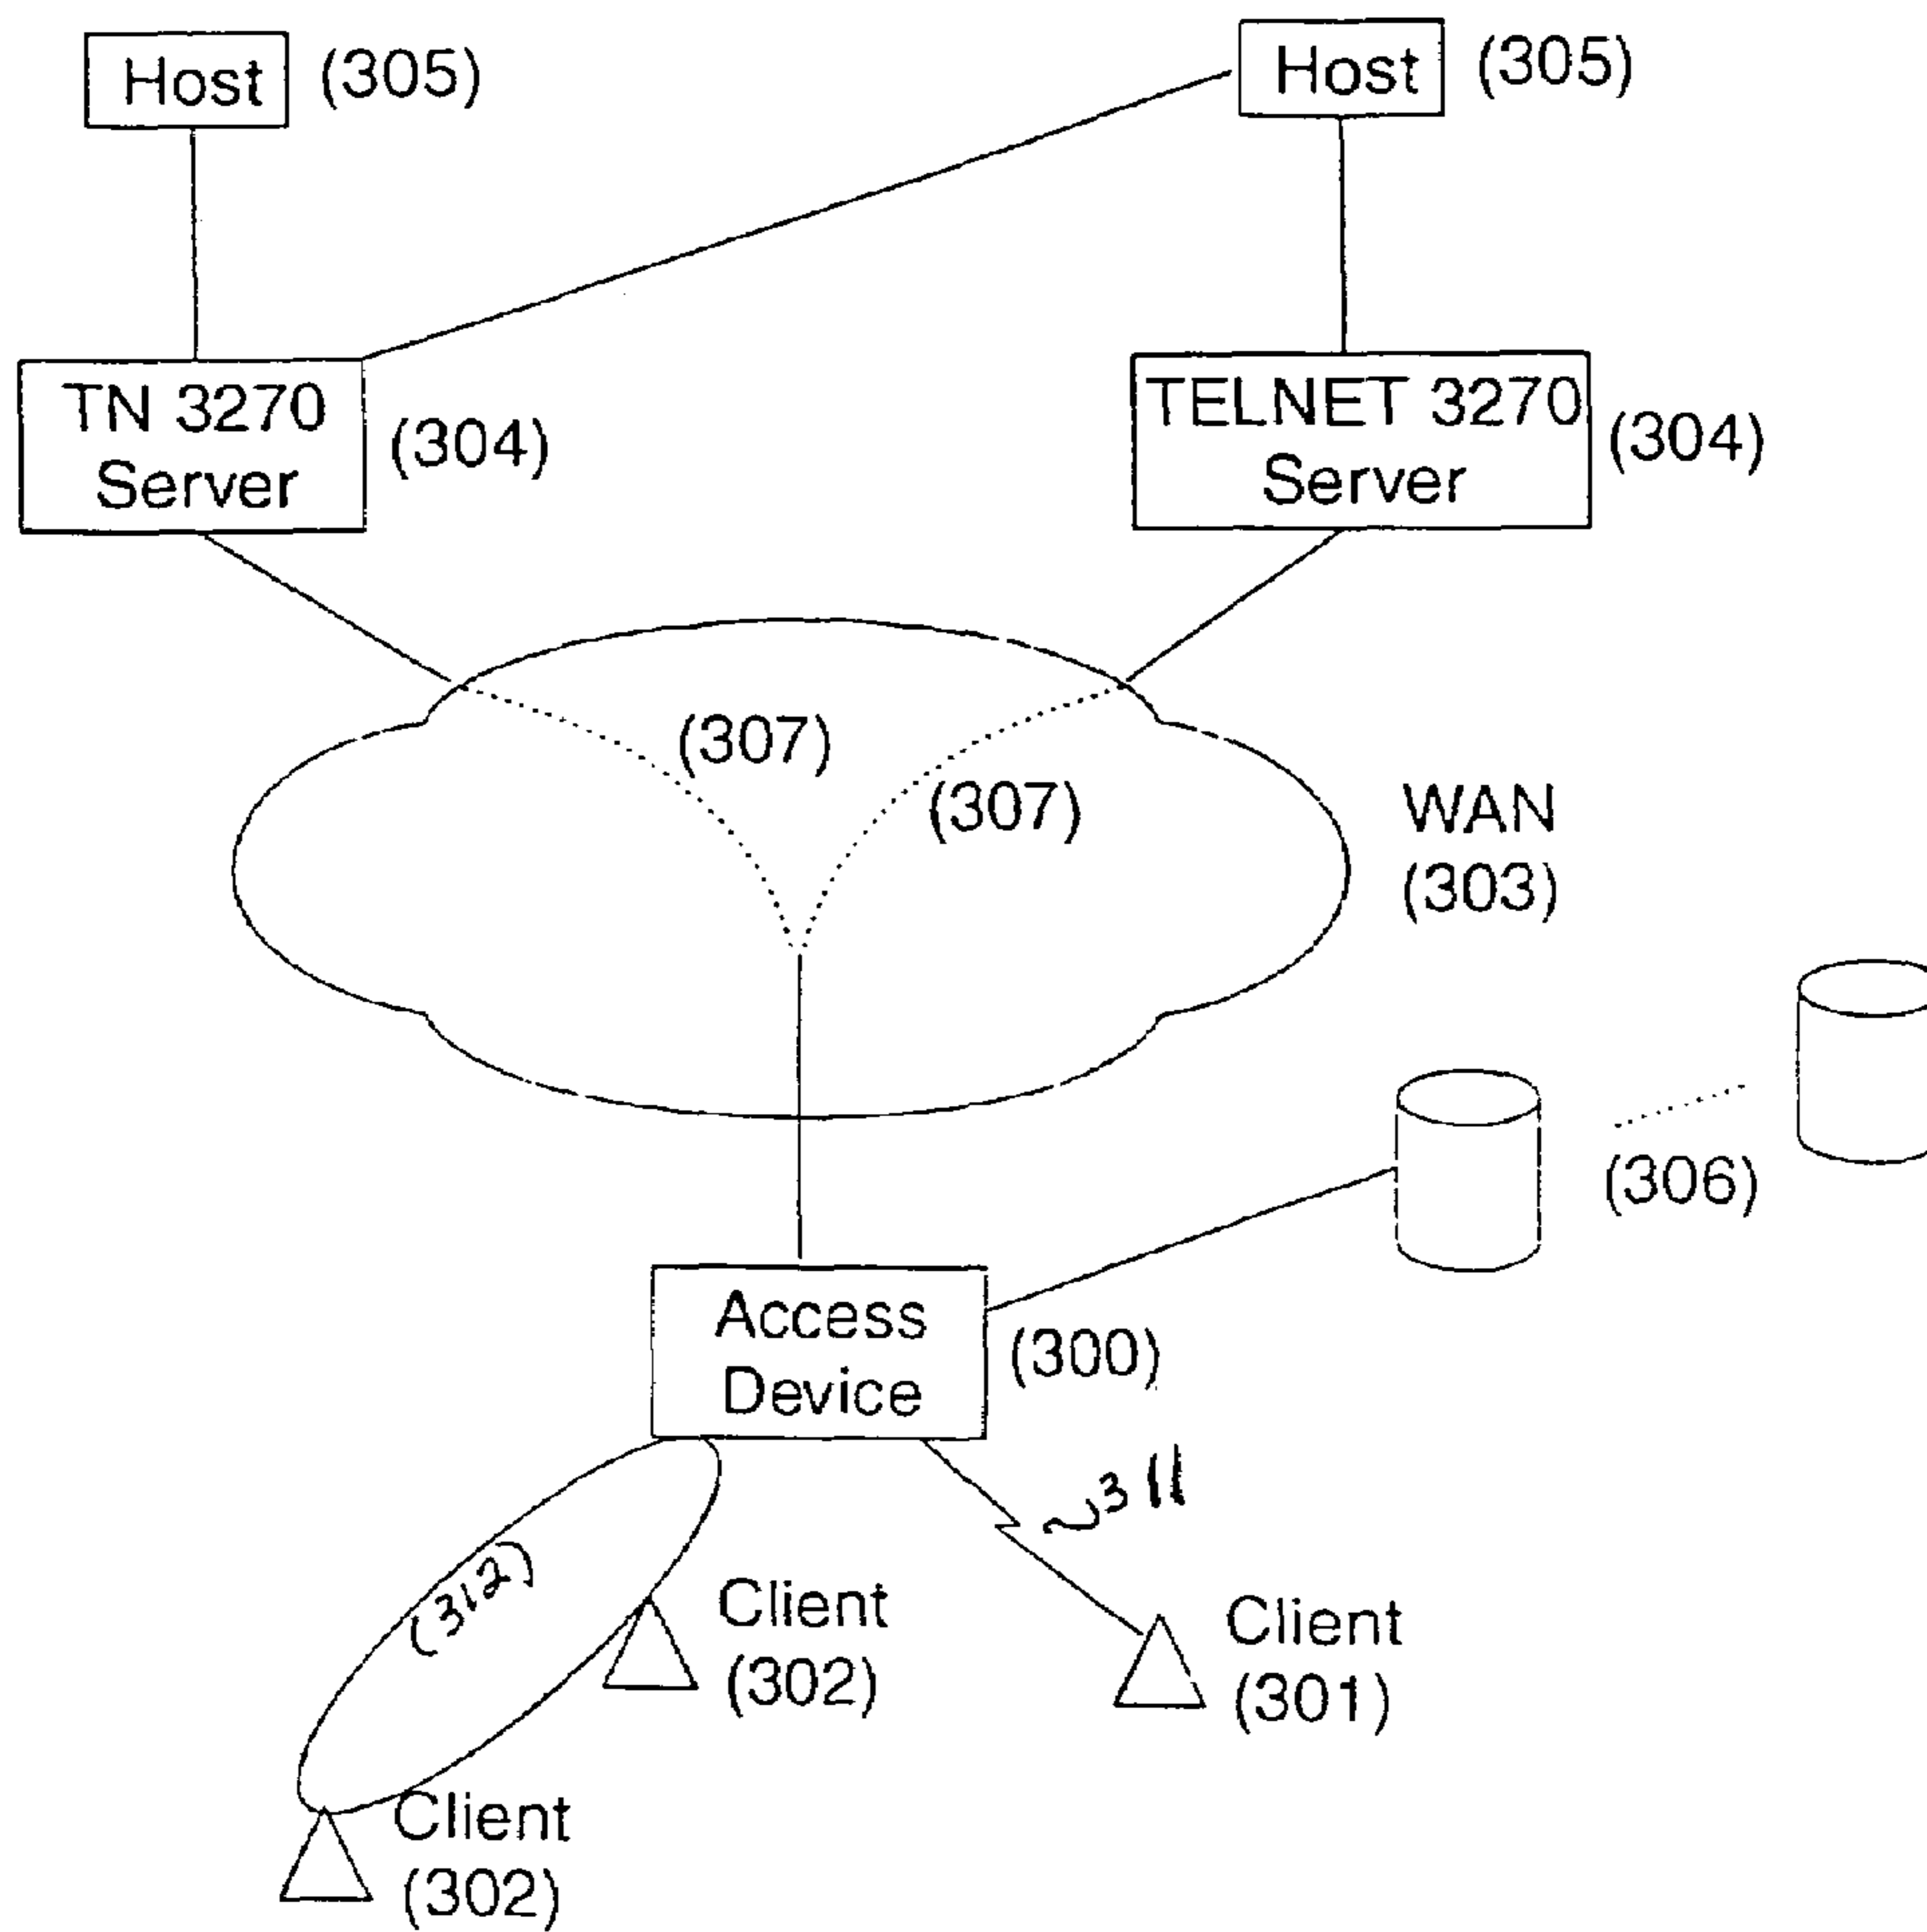 Host (305)
Host (305)
TN 3270
Server
(304)
TELNET 3270
Server
(304)
(307)
(307)
WAN
(303)
(306)
Access
Device
(300)
311
(312)
Client
(302)
Client
(301)
Client
(302)